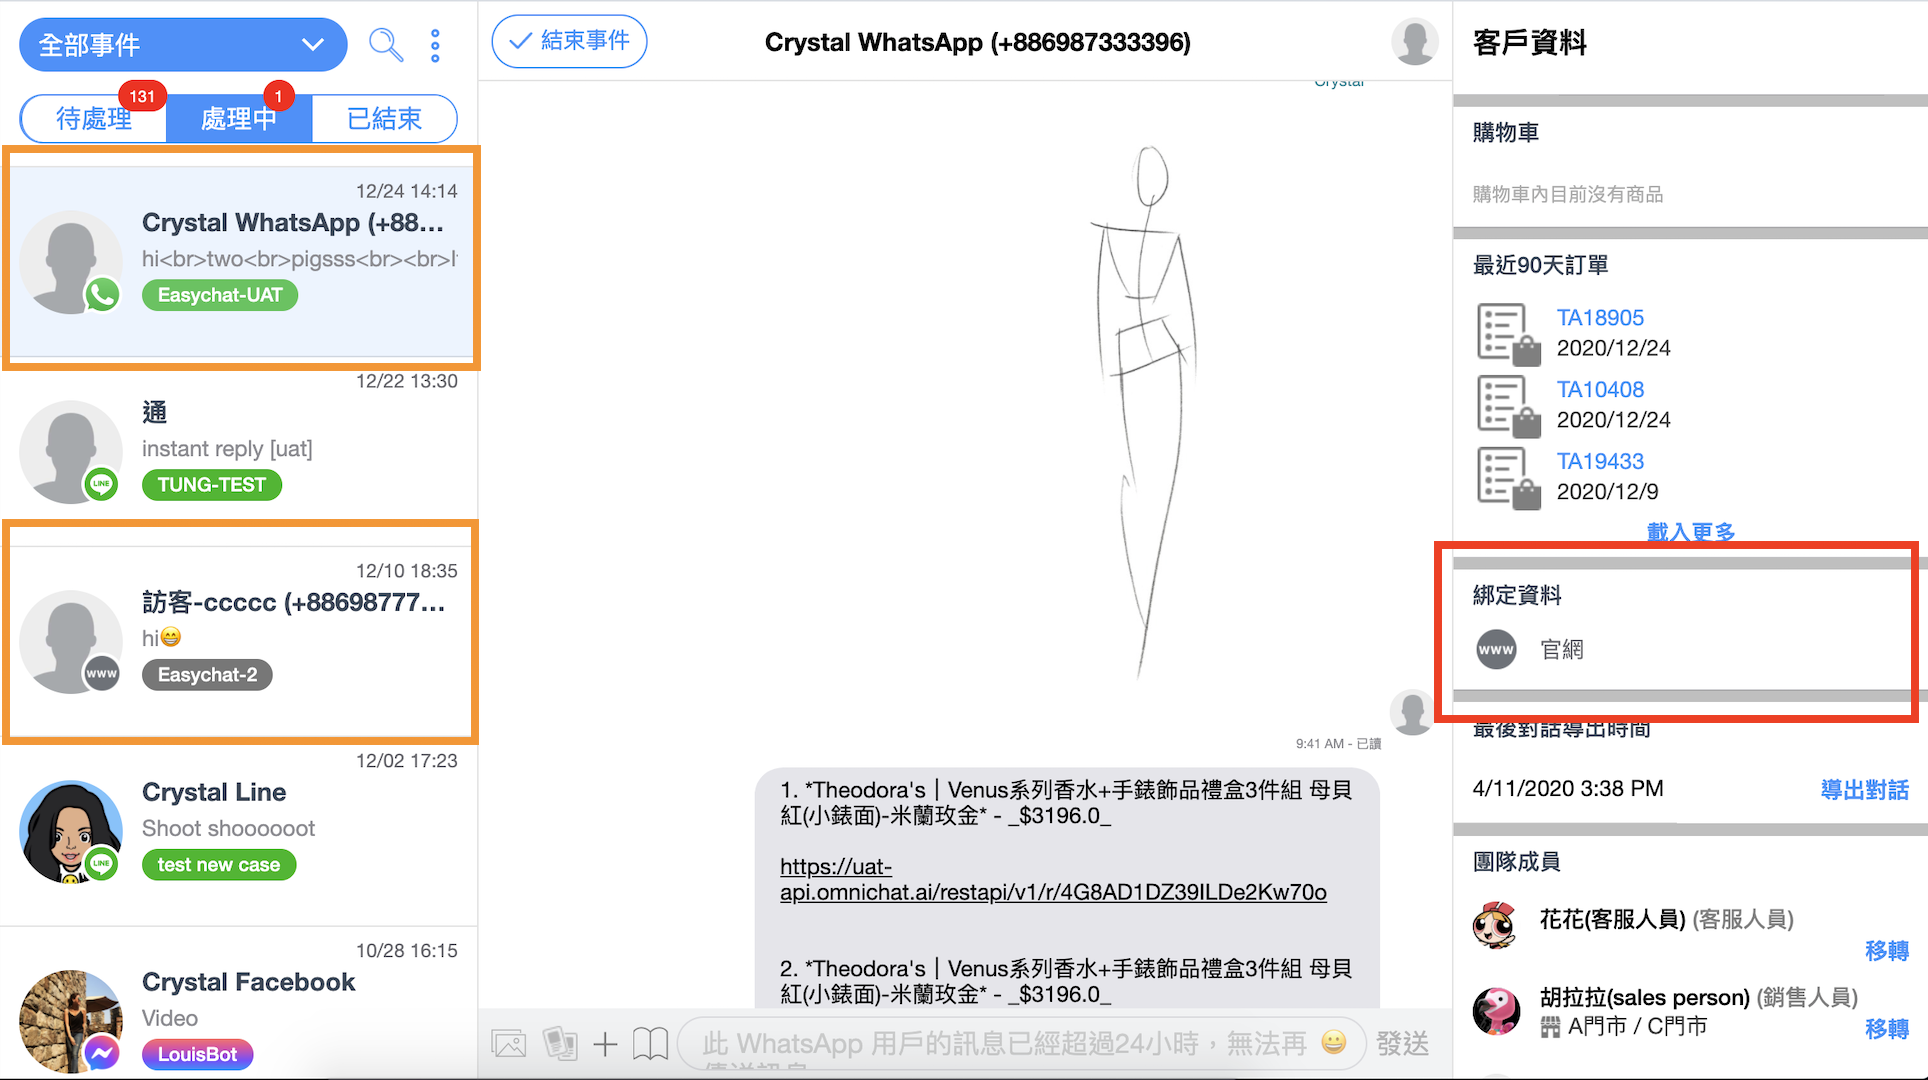 全部事件
待處理
131
處理中
1
已結束
12/24 14:14
Crystal WhatsApp (+88...
hi<br>two<br>pigsss<br><br>I
Easychat-UAT
12/22 13:30
通
instant reply [uat]
LINE
TUNG-TEST
12/10 18:35
訪客-ccccc (+88698777...
hi😁
www
Easychat-2
12/02 17:23
Crystal Line
Shoot shoooooot
LINE
test new case
10/28 16:15
Crystal Facebook
Video
LouisBot
結束事件
Crystal WhatsApp (+886987333396)
Crystal
9:41 AM - 已讀
1. *Theodora's｜Venus系列香水+手錶飾品禮盒3件組 母貝
紅(小錶面)-米蘭玫金* - _$3196.0_
https://uat-
api.omnichat.ai/restapi/v1/r/4G8AD1DZ39ILDe2Kw70o
2. *Theodora's｜Venus系列香水+手錶飾品禮盒3件組 母貝
紅(小錶面)-米蘭玫金* - _$3196.0_
此 WhatsApp 用戶的訊息已經超過24小時，無法再
傳送訊息
發送
客戶資料
購物車
購物車內目前沒有商品
最近90天訂單
TA18905
2020/12/24
TA10408
2020/12/24
TA19433
2020/12/9
載入更多
綁定資料
www 官網
最後對話導出時間
4/11/2020 3:38 PM
導出對話
團隊成員
花花(客服人員) (客服人員)
移轉
胡拉拉(sales person) (銷售人員)
A門市 / C門市
移轉